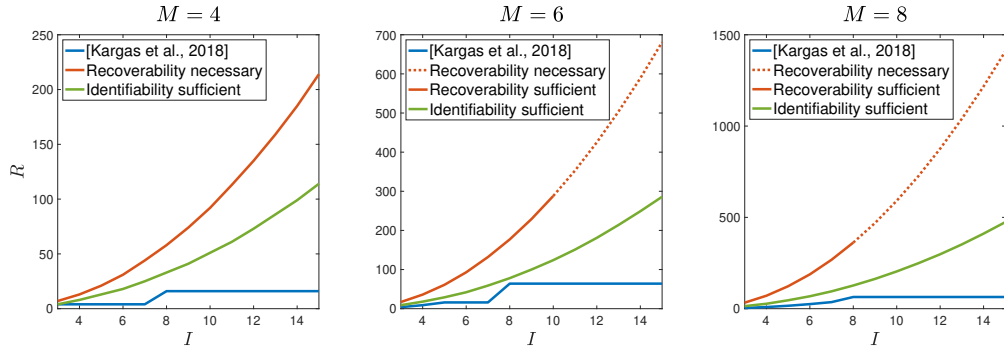 M = 4
250
200
150
100
50
0
R
4
6
8
10
12
14
I
[Kargas et al., 2018]
Recoverability necessary
Identifiability sufficient
M = 6
700
600
500
400
300
200
100
0
4
6
8
10
12
14
I
[Kargas et al., 2018]
Recoverability necessary
Recoverability sufficient
Identifiability sufficient
M = 8
1500
1000
500
0
4
6
8
10
12
14
I
[Kargas et al., 2018]
Recoverability necessary
Recoverability sufficient
Identifiability sufficient